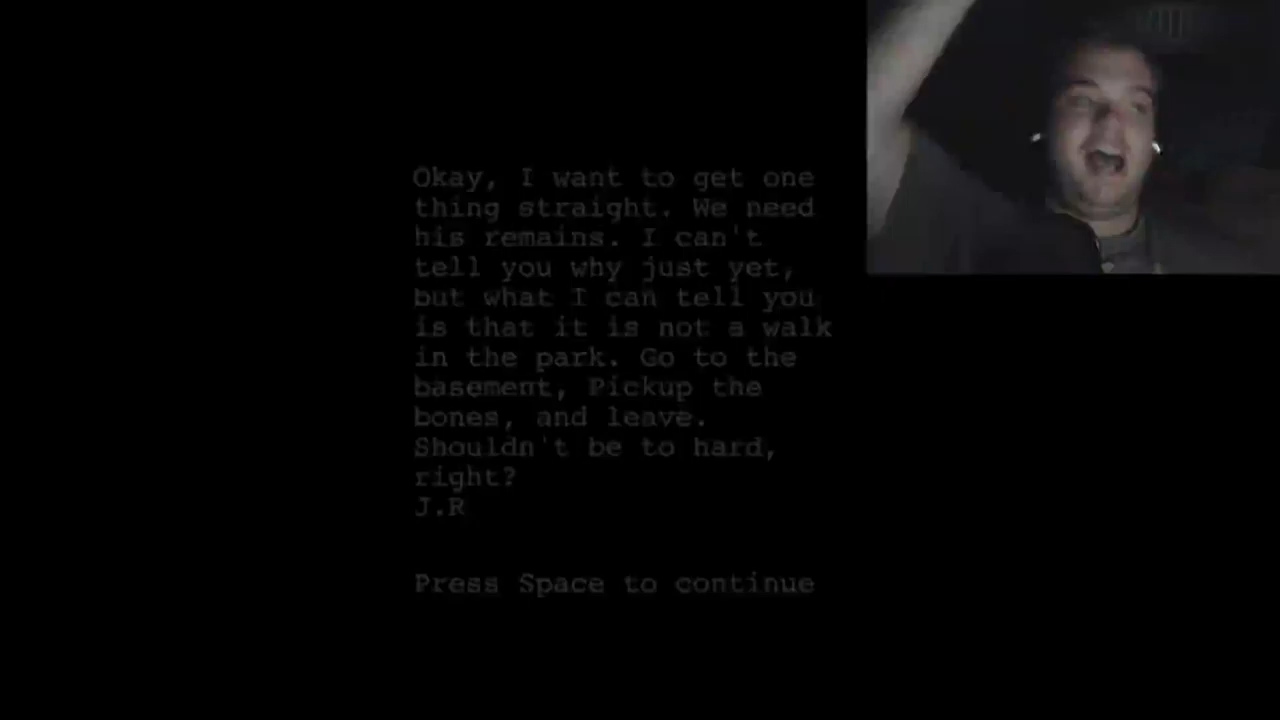 Okay, I want to get one
thing straight. We need
his remains. I can't
tell you why just yet,
but what I can tell you
is that it is not a walk
in the park. Go to the
basement, Pickup the
bones, and leave.
Shouldn't be to hard,
right?
J.R
Press Space to continue